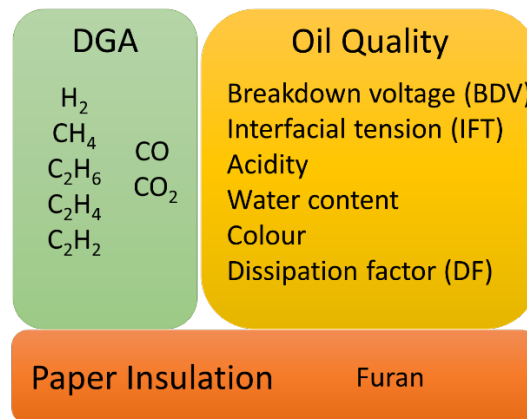 DGA
H₂
CH₄
C₂H₆
C₂H₄
C₂H₂
CO
CO₂
Oil Quality
Breakdown voltage (BDV)
Interfacial tension (IFT)
Acidity
Water content
Colour
Dissipation factor (DF)
Paper Insulation Furan